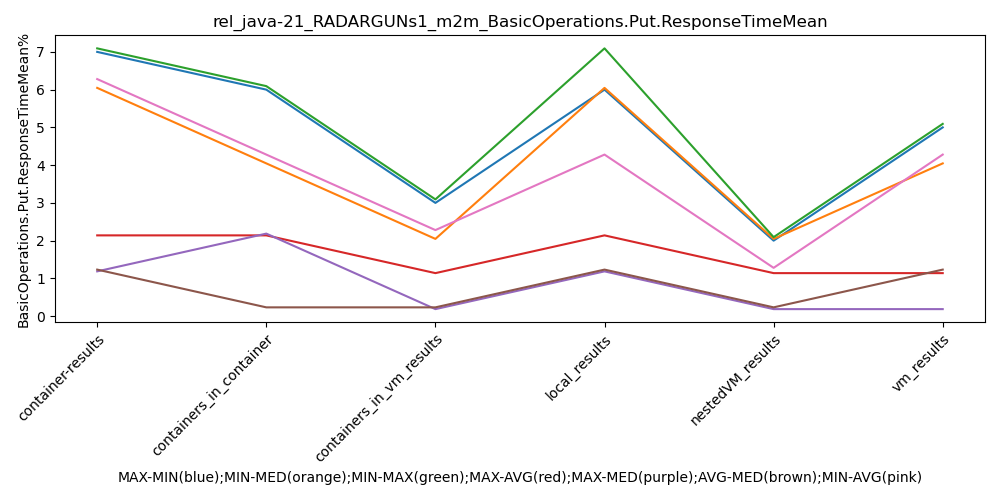 rel_java-21_RADARGUNs1_m2m_BasicOperations.Put.ResponseTimeMean
BasicOperations.Put.ResponseTimeMean%
7
6
5
4
3
2
1
0
container-results
containers_in_container
containers_in_vm_results
local_results
nestedVM_results
vm_results
MAX-MIN(blue);MIN-MED(orange);MIN-MAX(green);MAX-AVG(red);MAX-MED(purple);AVG-MED(brown);MIN-AVG(pink)